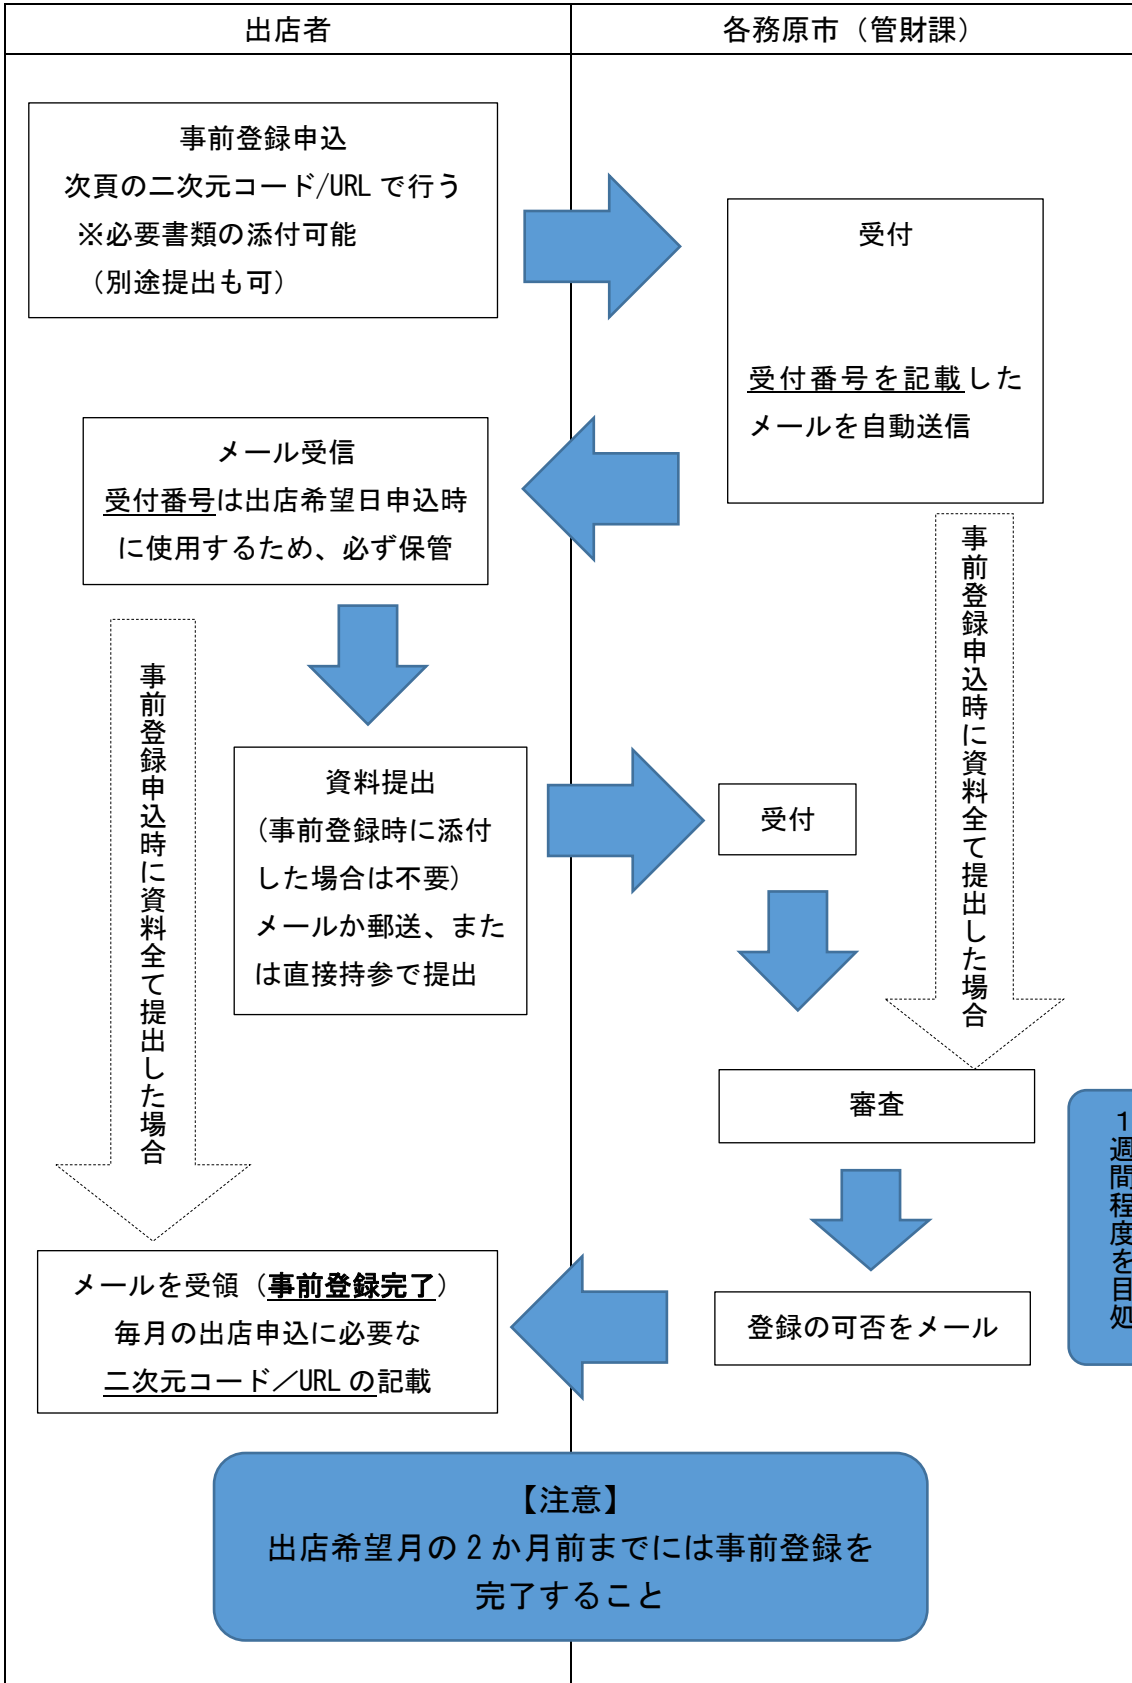 出店者
各務原市（管財課）
事前登録申込
次頁の二次元コード/URLで行う
※必要書類の添付可能
（別途提出も可）
受付
受付番号を記載した
メールを自動送信
メール受信
受付番号は出店希望日申込時
に使用するため、必ず保管
事前登録申込時に資料全て提出した場合
事前登録申込時に資料全て提出した場合
資料提出
（事前登録時に添付
した場合は不要）
メールか郵送、また
は直接持参で提出
受付
審査
1週間程度を目処
登録の可否をメール
メールを受領（事前登録完了）
毎月の出店申込に必要な
二次元コード／URLの記載
【注意】
出店希望月の2か月前までには事前登録を
完了すること